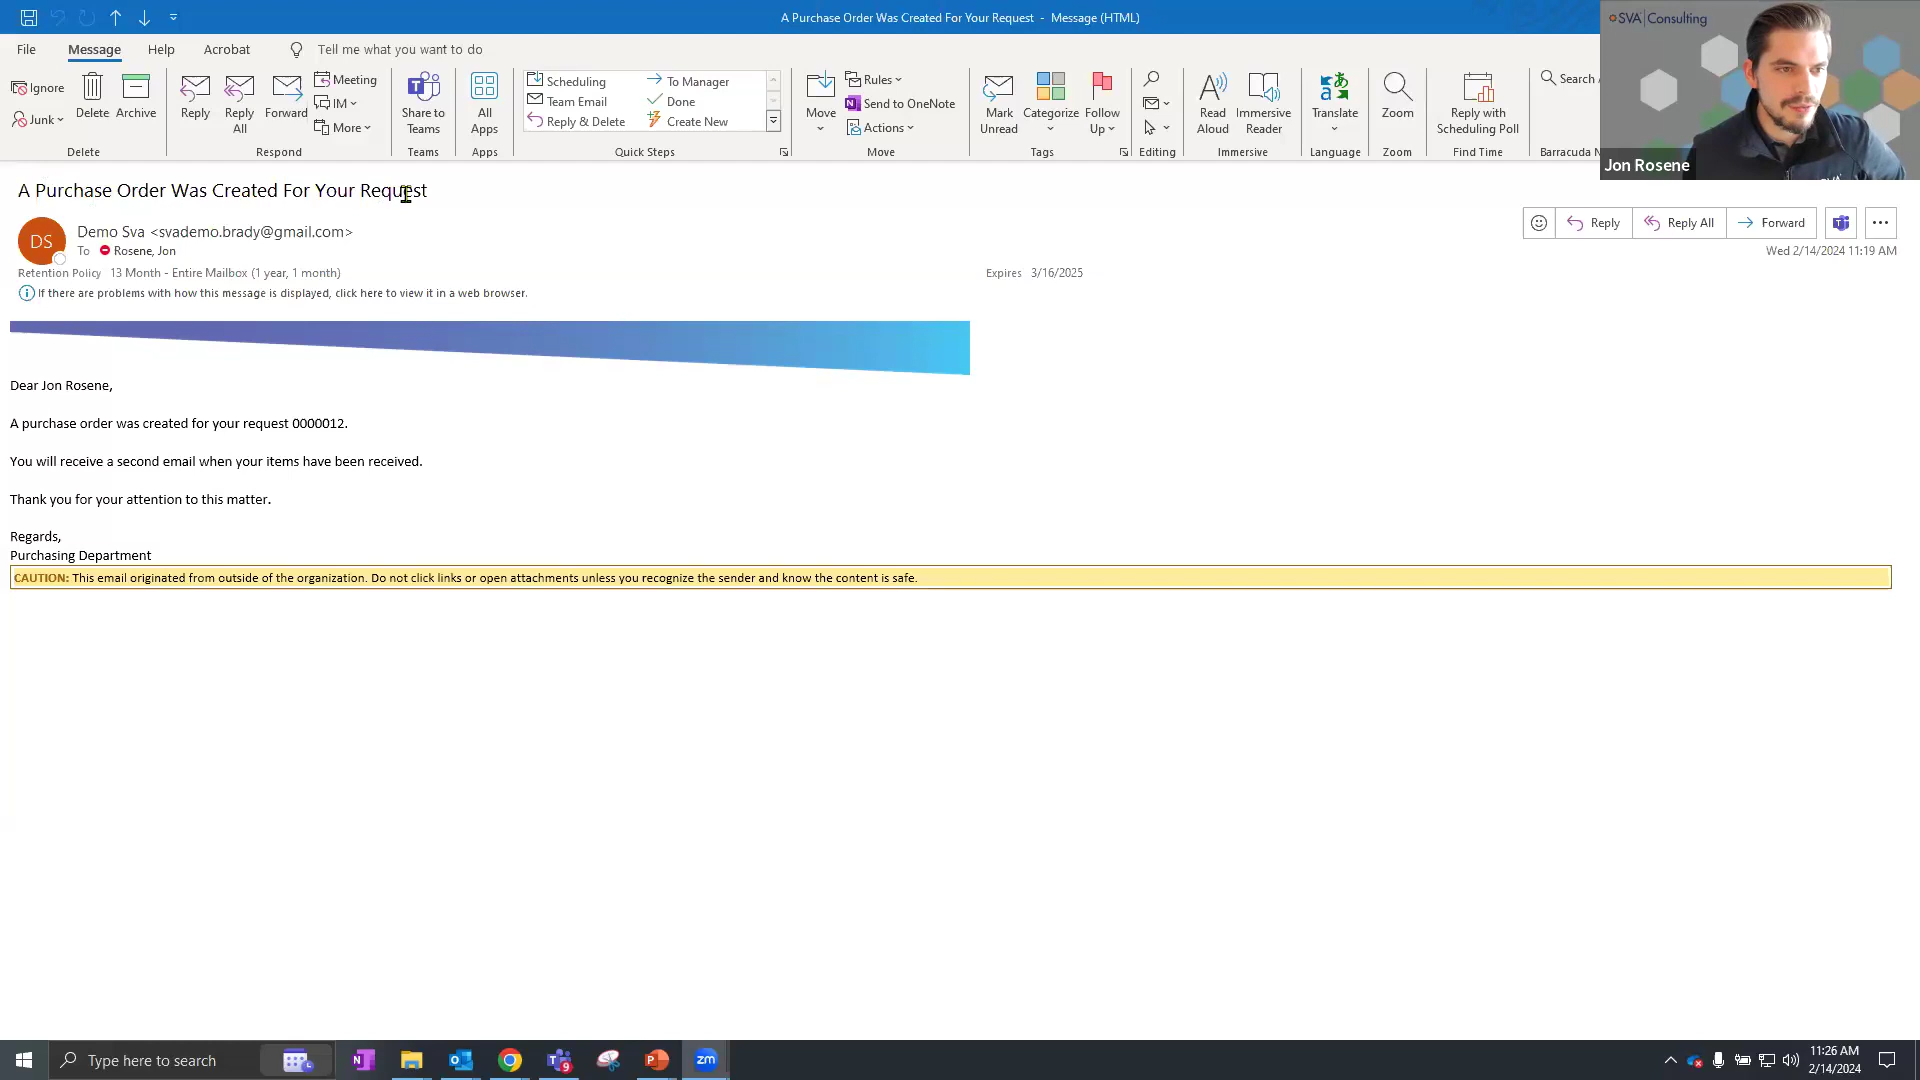 A Purchase Order Was Created For Your Request - Message (HTML)
SVA Consulting
File Message Help Acrobat Tell me what you want to do
Ignore
Junk
Delete
Archive
Delete
Reply
Reply All
Forward
Meeting
IM
More
Respond
Share to Teams
Teams
All Apps
Apps
Scheduling
To Manager
Team Email
Done
Reply & Delete
Create New
Quick Steps
Move
Rules
Send to OneNote
Actions
Move
Mark Unread
Categorize
Follow Up
Tags
Editing
Read Aloud
Immersive Reader
Immersive
Translate
Language
Zoom
Zoom
Reply with Scheduling Poll
Find Time
Search
Barracuda
Jon Rosene
A Purchase Order Was Created For Your Request
DS
Demo Sva <svademo.brady@gmail.com>
To Rosene, Jon
Reply
Reply All
Forward
Wed 2/14/2024 11:19 AM
Retention Policy 13 Month - Entire Mailbox (1 year, 1 month)
Expires 3/16/2025
If there are problems with how this message is displayed, click here to view it in a web browser.
Dear Jon Rosene,
A purchase order was created for your request 0000012.
You will receive a second email when your items have been received.
Thank you for your attention to this matter.
Regards,
Purchasing Department
CAUTION: This email originated from outside of the organization. Do not click links or open attachments unless you recognize the sender and know the content is safe.
Type here to search
9
zm
11:26 AM
2/14/2024